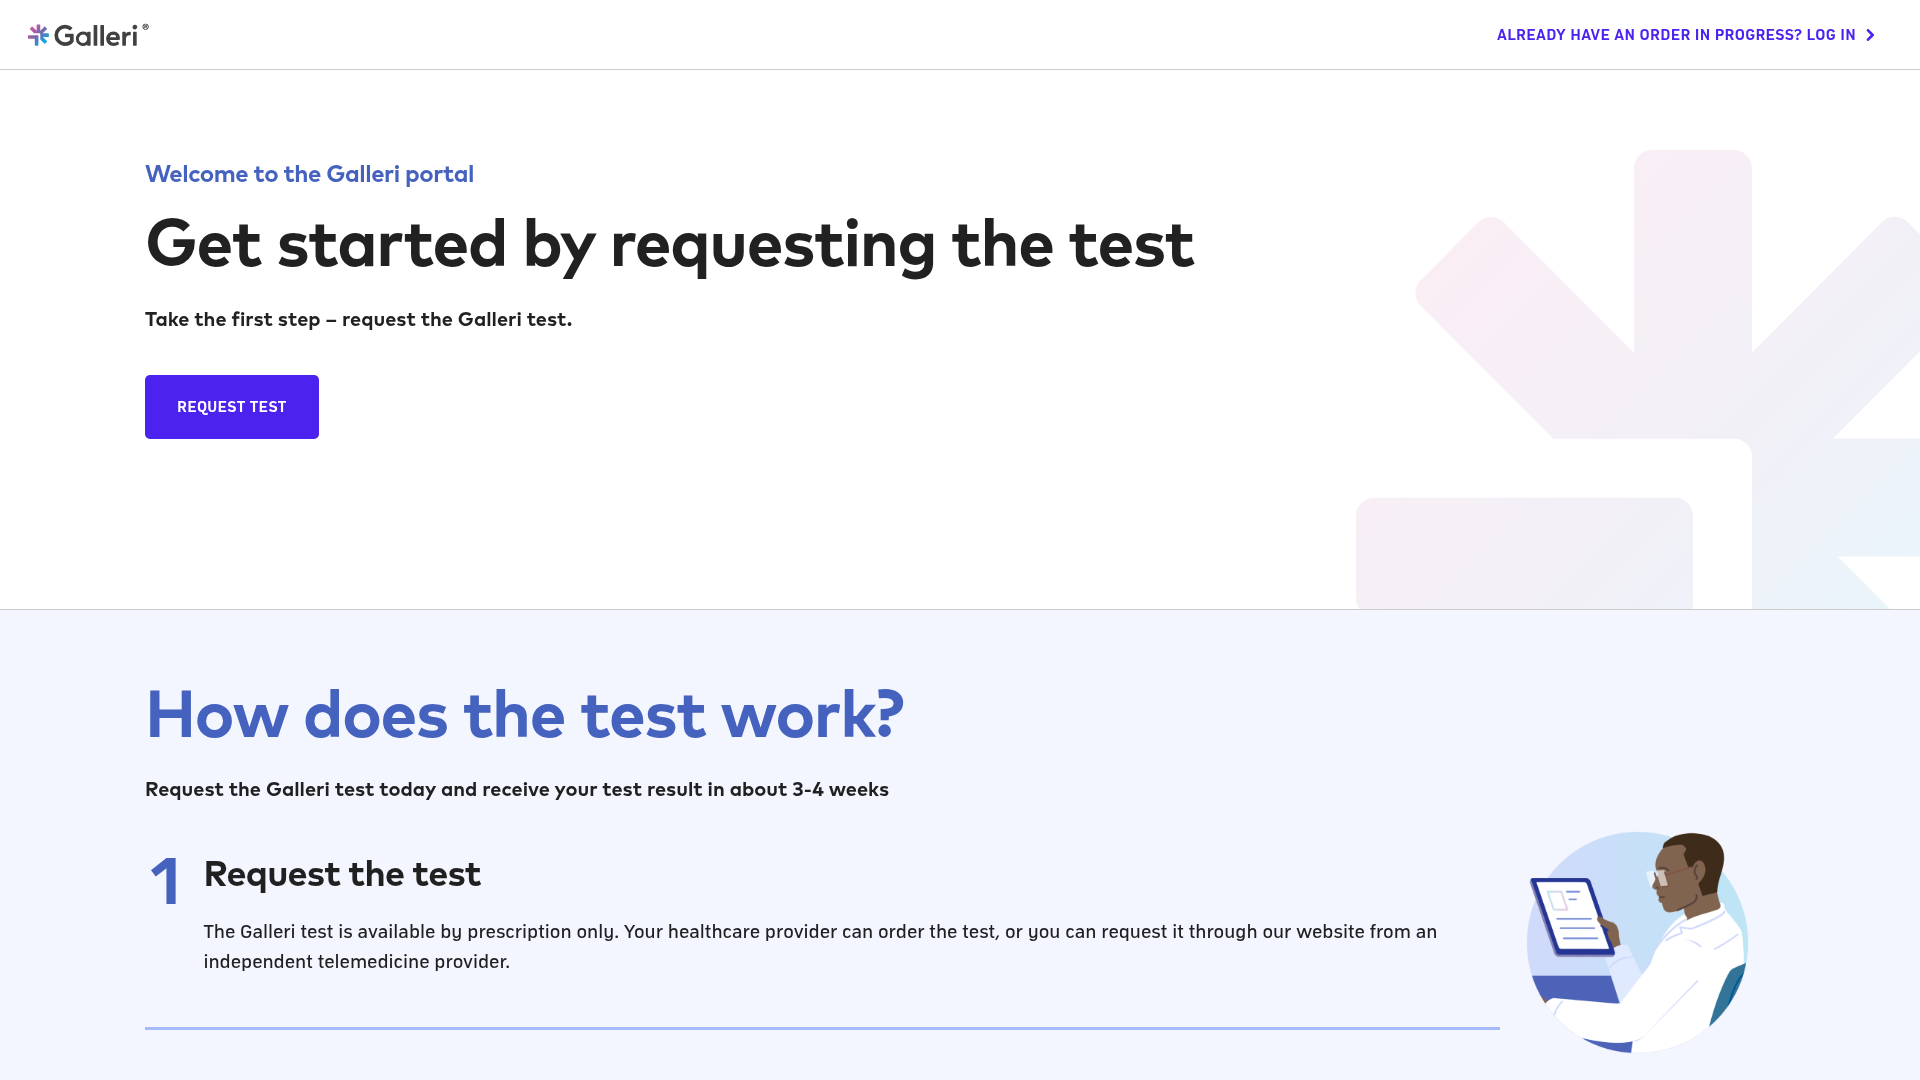 Galleri®
ALREADY HAVE AN ORDER IN PROGRESS? LOG IN
Welcome to the Galleri portal
Get started by requesting the test
Take the first step – request the Galleri test.
REQUEST TEST
How does the test work?
Request the Galleri test today and receive your test result in about 3-4 weeks
1 Request the test
The Galleri test is available by prescription only. Your healthcare provider can order the test, or you can request it through our website from an
independent telemedicine provider.